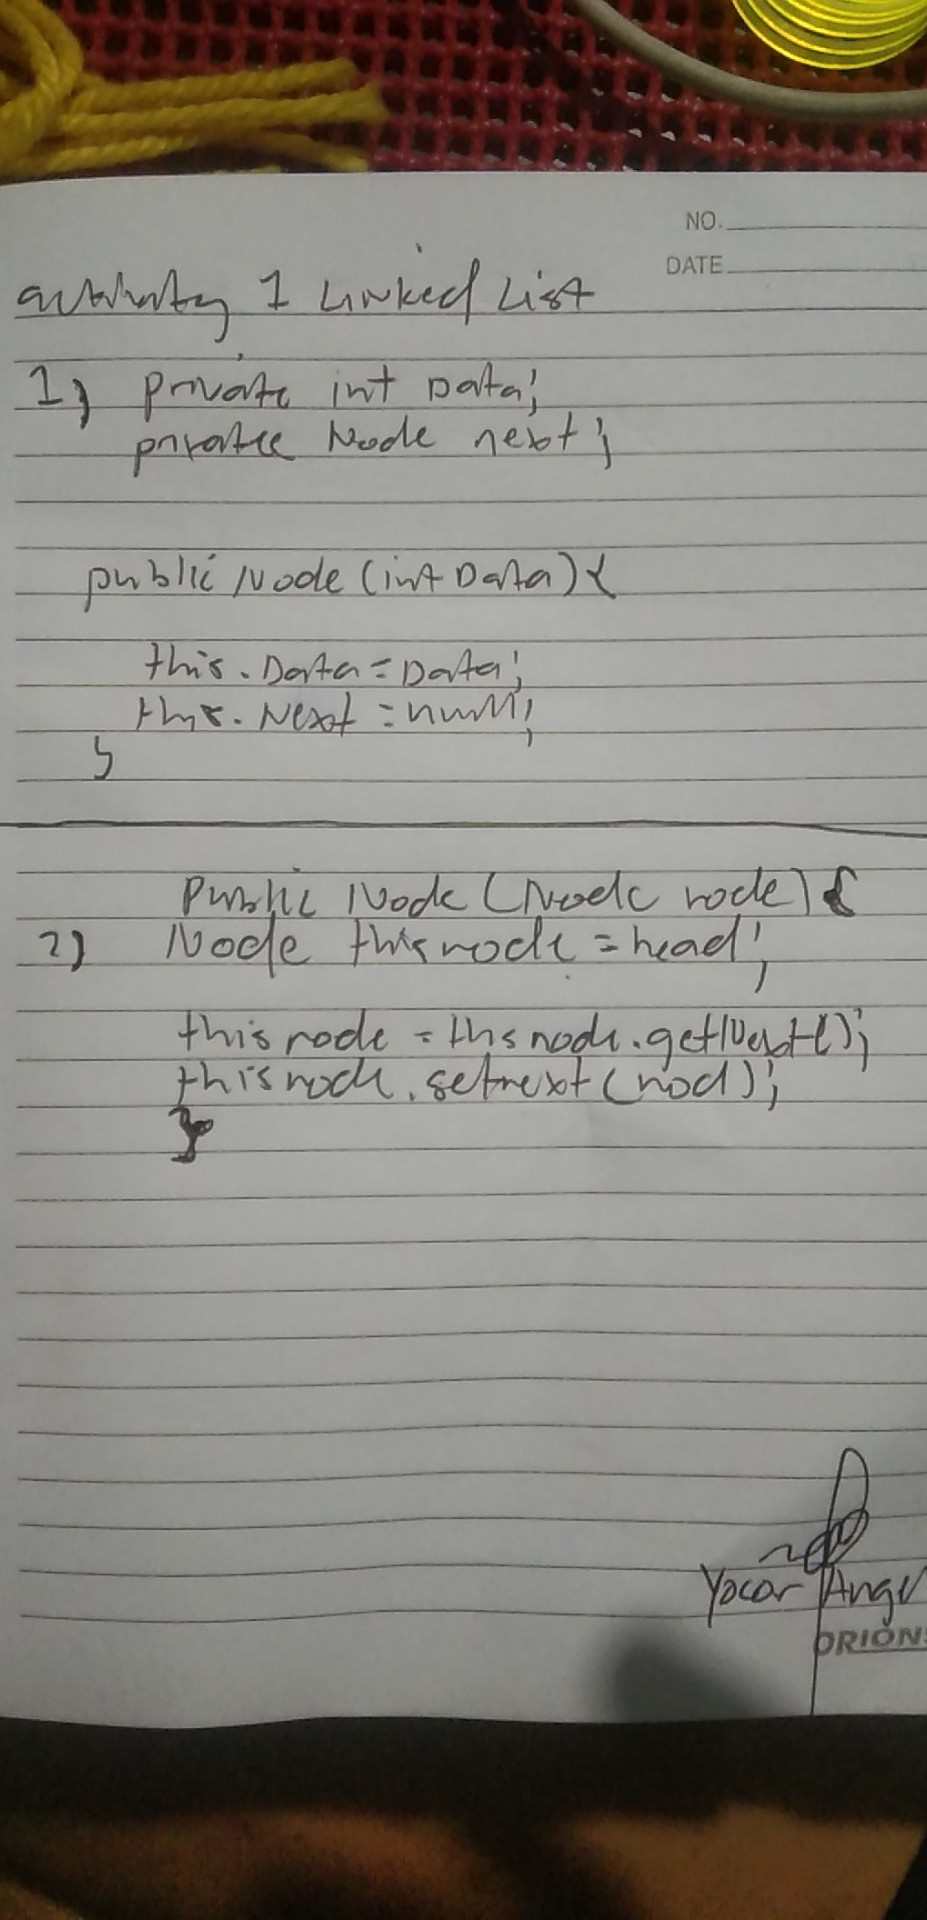 NO.
DATE
activity 1 Linked List
1) private int Data;
private Node next;
public Node (int Data) {
this.Data = Data;
this.Next = null;
}
Public Node (Node node) {
2) Node thisnode = head;
thisnode = thsnode.getNext();
thisnode.setnext(nod);
}
Yocor Angel
ORION